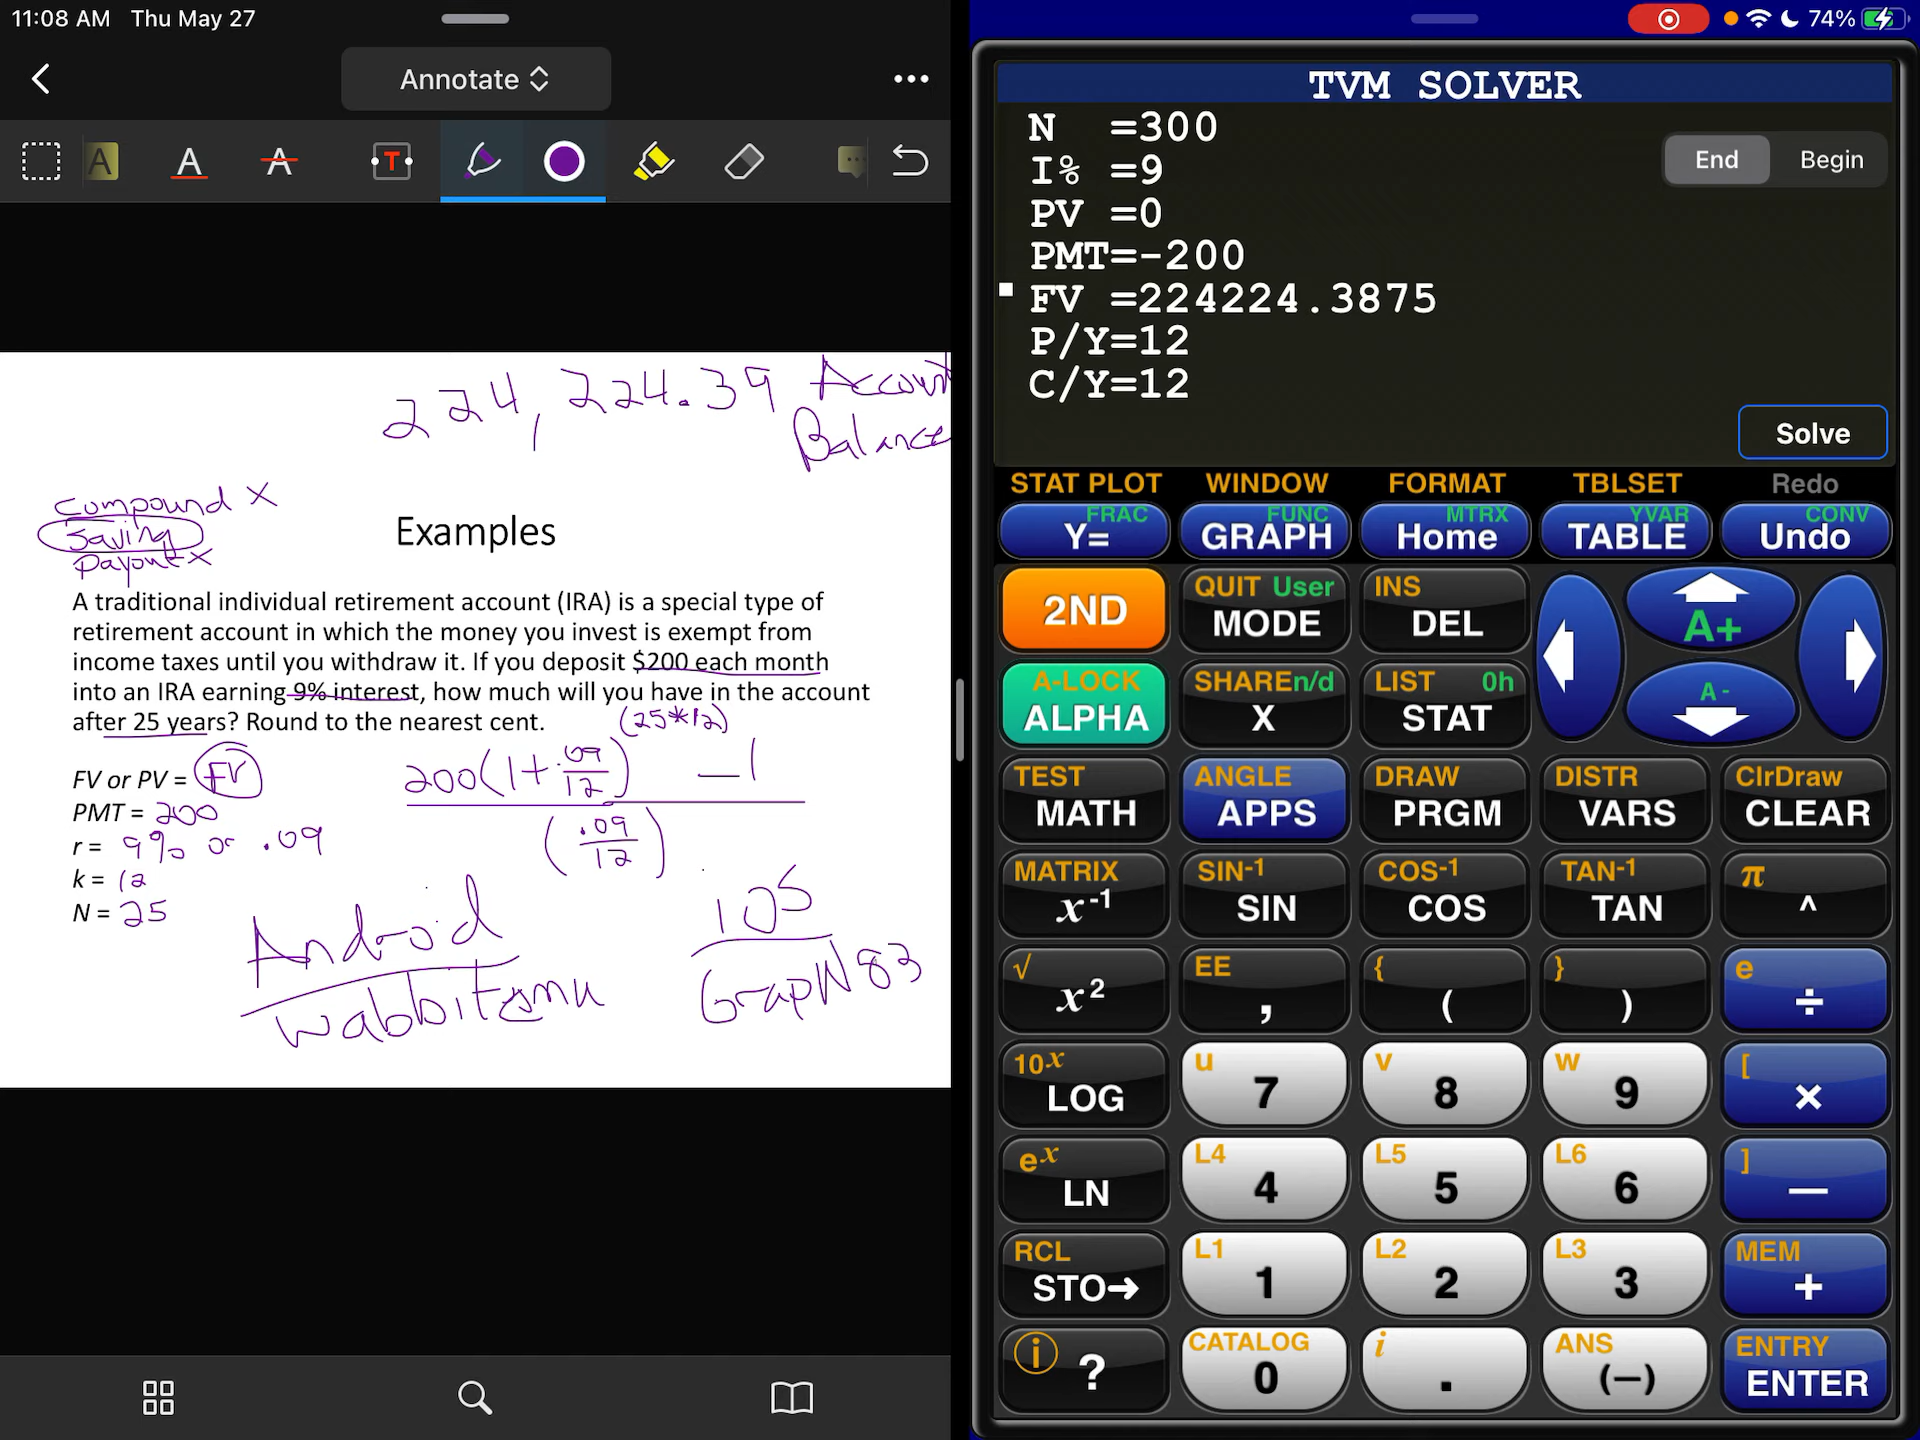 11:08 AM Thu May 27
Annotate
A A A T
224,224.39 Account
Balance
Compound X
Saving
Payout X
Examples
A traditional individual retirement account (IRA) is a special type of
retirement account in which the money you invest is exempt from
income taxes until you withdraw it. If you deposit $200 each month
into an IRA earning 9% interest, how much will you have in the account
after 25 years? Round to the nearest cent.
(25*12)
200(1+.09/12) -1
(.09/12)
FV or PV = FV
PMT = 200
r = 9% or .09
k = 12
N = 25
Android
wabbitemu
ios
GraphN83
74%
TVM SOLVER
N =300
I% =9
PV =0
PMT=-200
FV =224224.3875
P/Y=12
C/Y=12
End Begin
Solve
STAT PLOT WINDOW FORMAT TBLSET Redo
FRAC FUNC MTRX YVAR CONV
Y= GRAPH Home TABLE Undo
2ND QUIT User MODE INS DEL A+
A-LOCK ALPHA SHARE n/d X LIST 0h STAT A-
TEST ANGLE DRAW DISTR ClrDraw
MATH APPS PRGM VARS CLEAR
MATRIX SIN-1 COS-1 TAN-1 π
x-1 SIN COS TAN ^
√ EE { } e
x2 , ( ) ÷
10x u v w [
LOG 7 8 9 ×
ex L4 L5 L6 ]
LN 4 5 6 —
RCL L1 L2 L3 MEM
STO➔ 1 2 3 +
i CATALOG i ANS ENTRY
? 0 . (—) ENTER